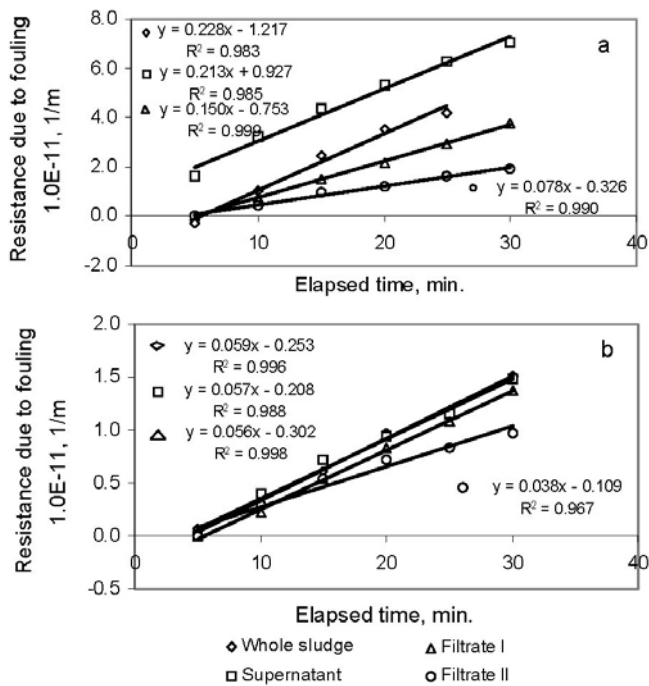 8.0
6.0
4.0
2.0
0.0
-2.0
Resistance due to fouling
1.0E-11, 1/m
y = 0.228x - 1.217
R² = 0.983
y = 0.213x + 0.927
R² = 0.985
y = 0.150x - 0.753
R² = 0.999
a
y = 0.078x - 0.326
R² = 0.990
0 10 20 30 40
Elapsed time, min.
2.0
1.5
1.0
0.5
0.0
-0.5
Resistance due to fouling
1.0E-11, 1/m
y = 0.059x - 0.253
R² = 0.996
y = 0.057x - 0.208
R² = 0.988
y = 0.056x - 0.302
R² = 0.998
b
y = 0.038x - 0.109
R² = 0.967
0 10 20 30 40
Elapsed time, min.
Whole sludge Filtrate I
Supernatant Filtrate II